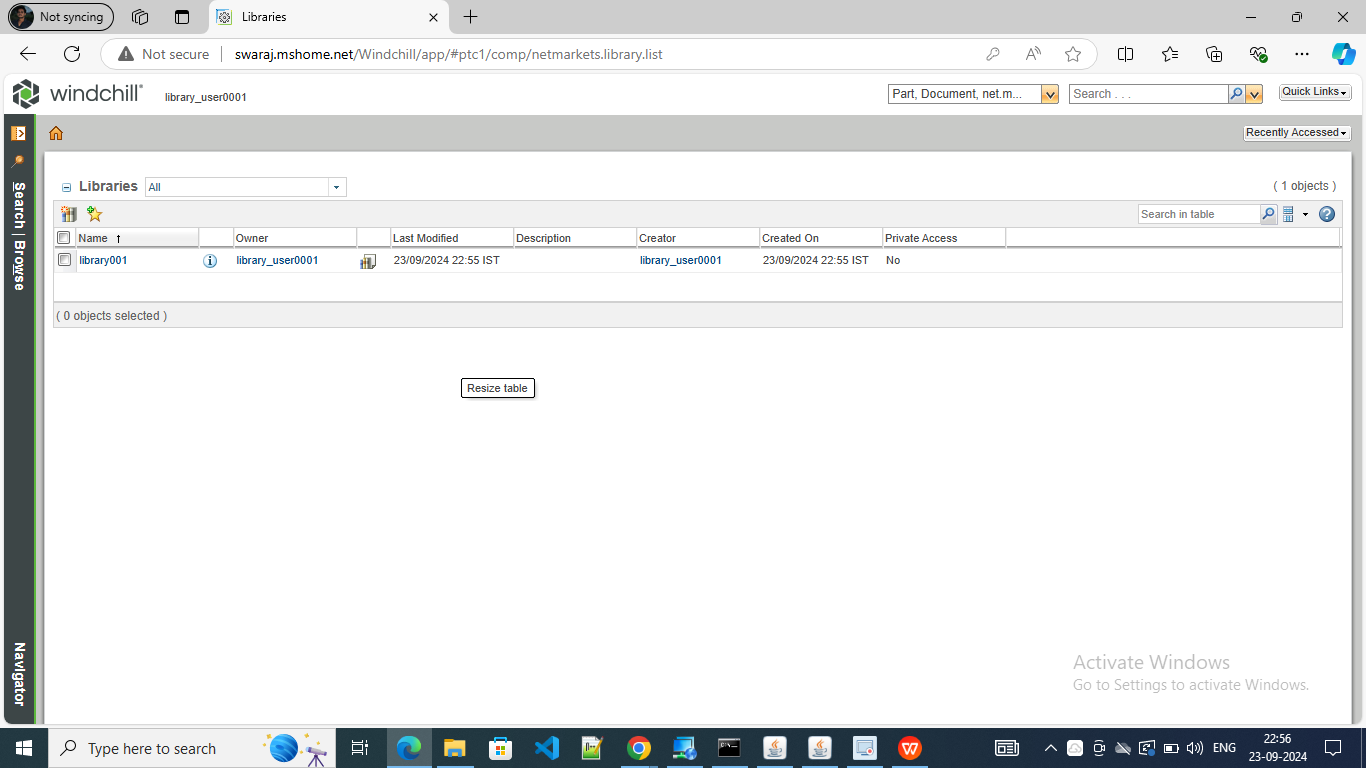 Not syncing
Libraries
Not secure
swaraj.mshome.net/Windchill/app/#ptc1/comp/netmarkets.library.list
windchill
library_user0001
Part, Document, net.m...
Search . . .
Quick Links
Recently Accessed
Search | Browse
Navigator
Libraries
All
( 1 objects )
Search in table
Name ↑ Owner Last Modified Description Creator Created On Private Access
library001 library_user0001 23/09/2024 22:55 IST library_user0001 23/09/2024 22:55 IST No
( 0 objects selected )
Resize table
Activate Windows
Go to Settings to activate Windows.
Type here to search
ENG
22:56
23-09-2024